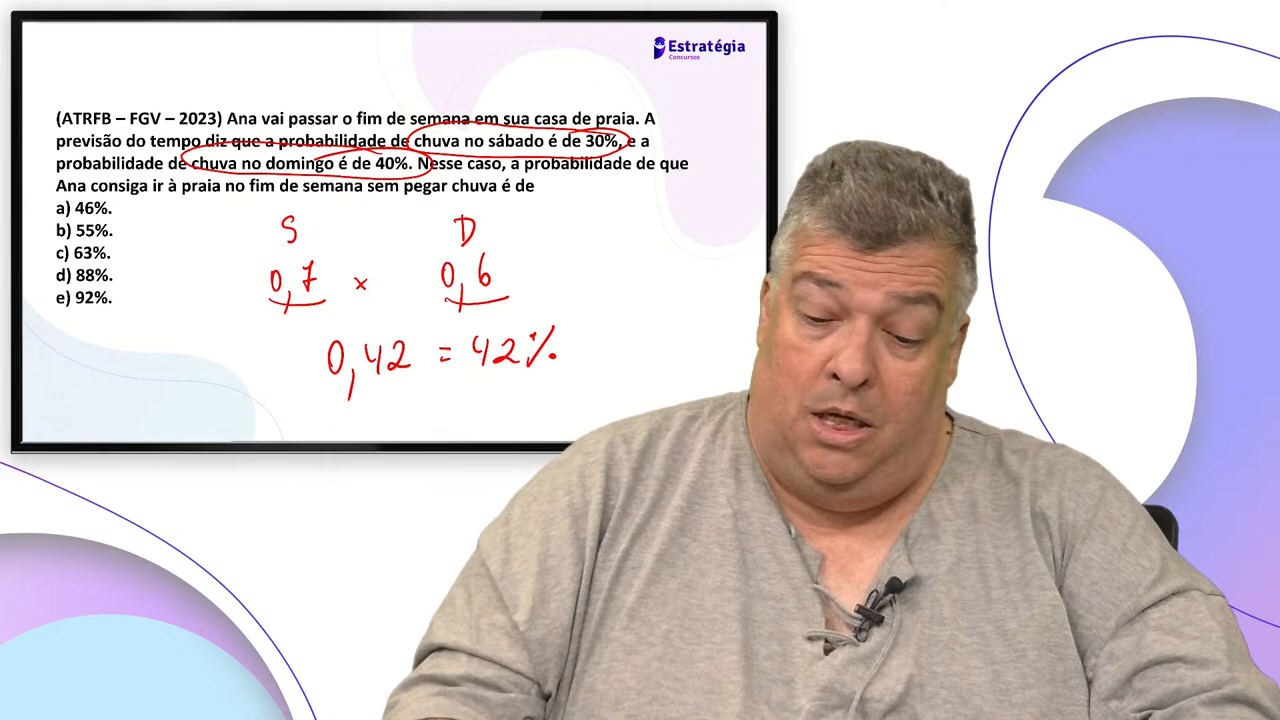 Estratégia
Concursos
(ATRFB – FGV – 2023) Ana vai passar o fim de semana em sua casa de praia. A
previsão do tempo diz que a probabilidade de chuva no sábado é de 30%, e a
probabilidade de chuva no domingo é de 40%. Nesse caso, a probabilidade de que
Ana consiga ir à praia no fim de semana sem pegar chuva é de
a) 46%.
b) 55%.
c) 63%.
d) 88%.
e) 92%.
S D
0,7 x 0,6
0,42 = 42%